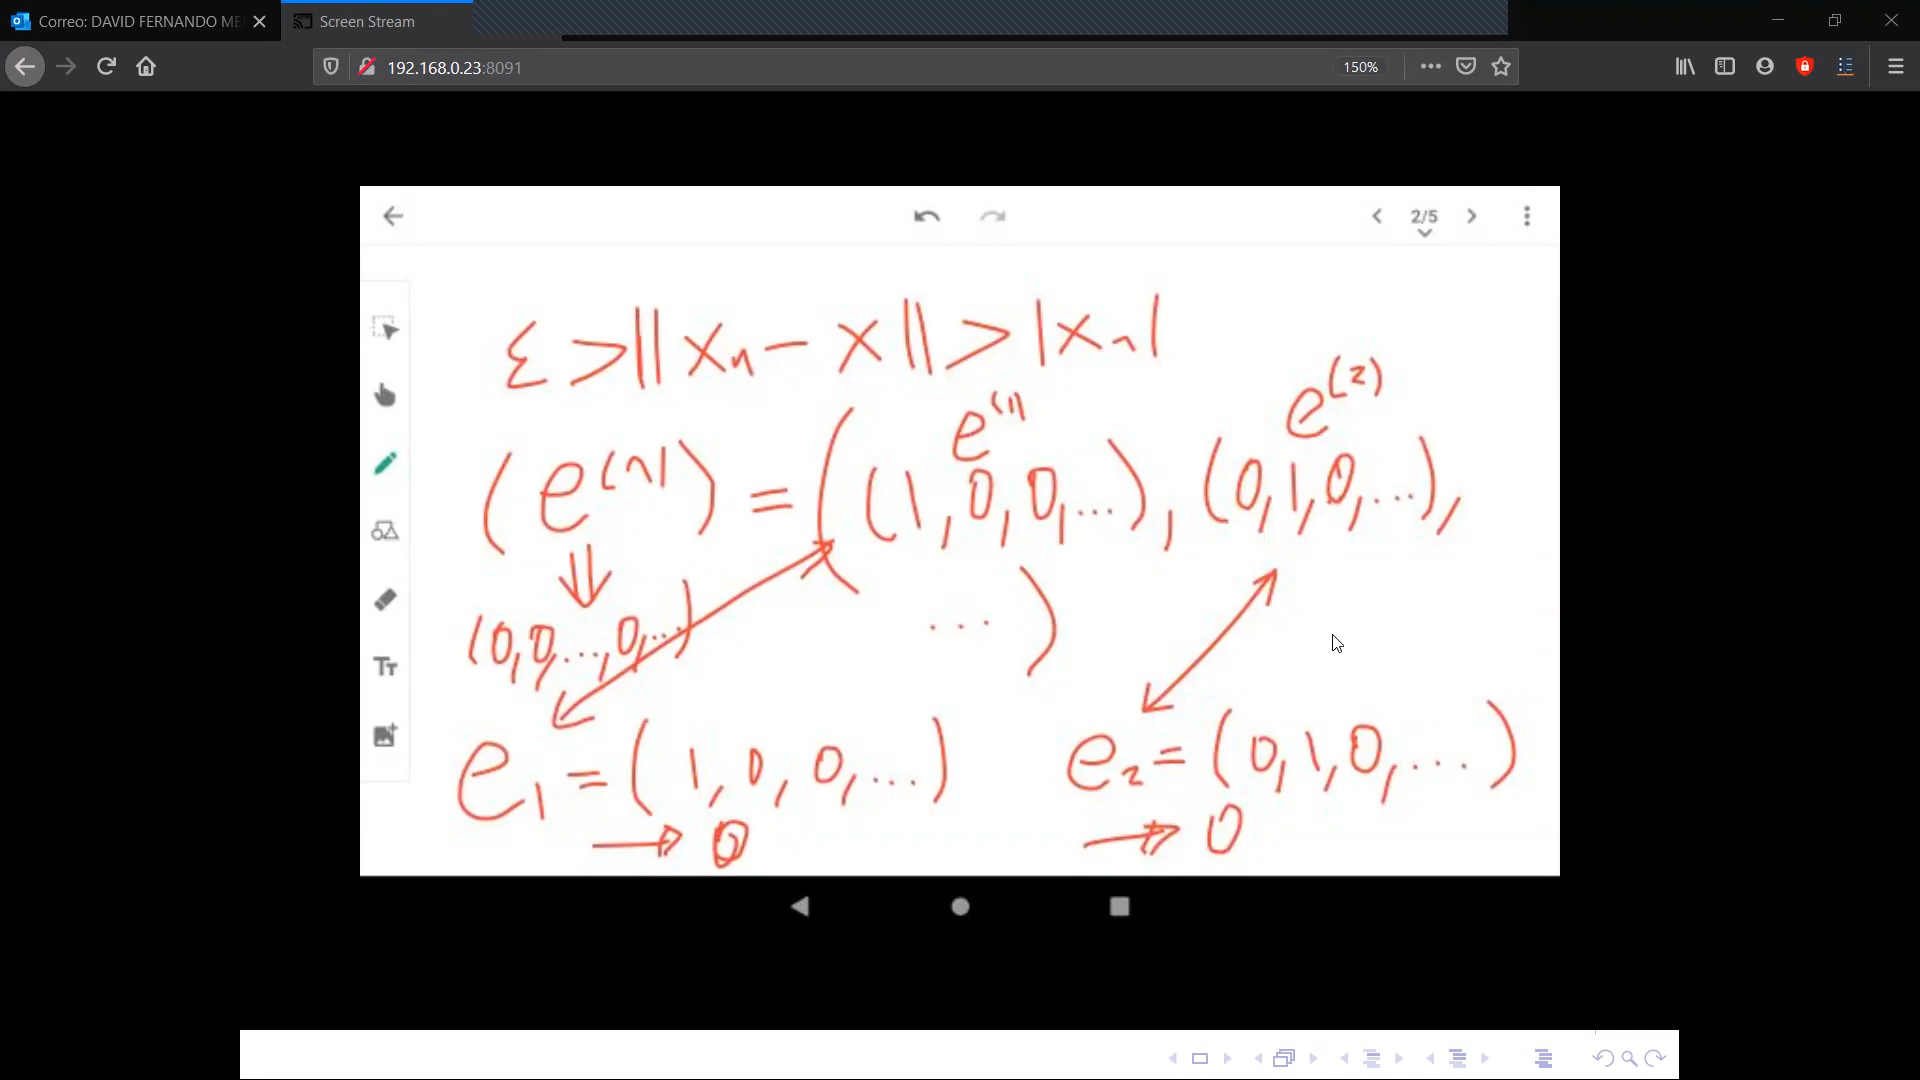 Correo: DAVID FERNANDO ME
Screen Stream
192.168.0.23:8091
150%
2/5
ε > ||xₙ - x|| > |xₙ|
e⁽¹⁾ e⁽²⁾
(e⁽ⁿ⁾) = ((1,0,0,...), (0,1,0,...),
...)
⇓
(0,0,...,0,...)
e₁ = (1,0,0,...) e₂ = (0,1,0,...)
→ 0 → 0
Tт